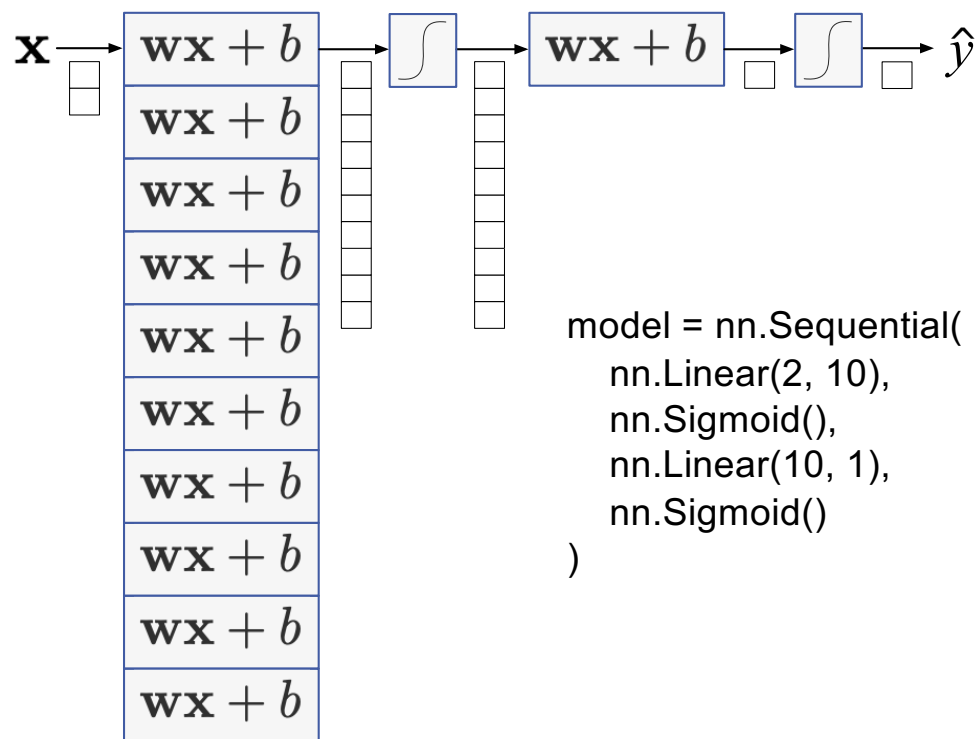 x wx + b wx + b ŷ
wx + b
wx + b
wx + b
wx + b
wx + b
wx + b
wx + b
wx + b
wx + b
model = nn.Sequential(
nn.Linear(2, 10),
nn.Sigmoid(),
nn.Linear(10, 1),
nn.Sigmoid()
)